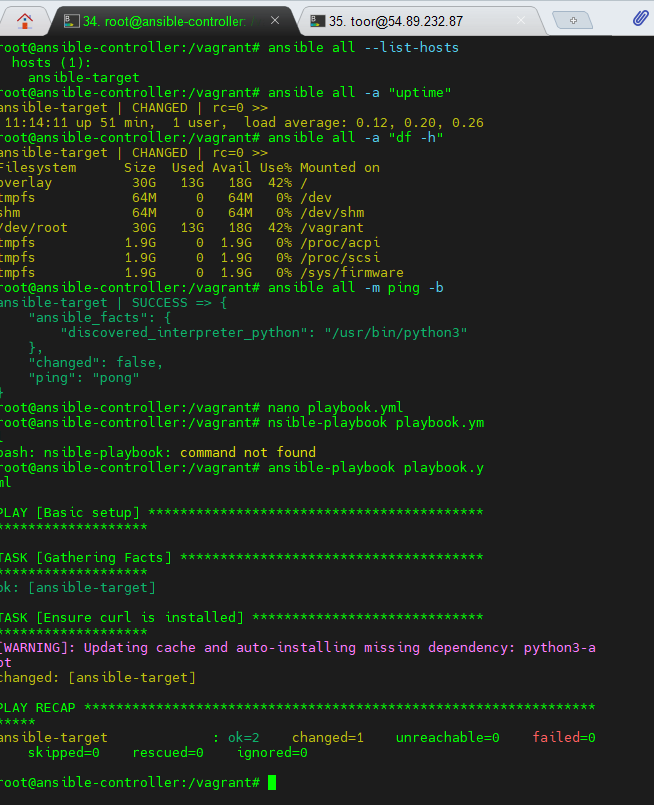 34. root@ansible-controller:
35. toor@54.89.232.87
root@ansible-controller:/vagrant# ansible all --list-hosts
hosts (1):
ansible-target
root@ansible-controller:/vagrant# ansible all -a "uptime"
ansible-target | CHANGED | rc=0 >>
11:14:11 up 51 min,  1 user,  load average: 0.12, 0.20, 0.26
root@ansible-controller:/vagrant# ansible all -a "df -h"
ansible-target | CHANGED | rc=0 >>
Filesystem      Size  Used Avail Use% Mounted on
overlay          30G   13G   18G  42% /
tmpfs            64M     0   64M   0% /dev
shm              64M     0   64M   0% /dev/shm
/dev/root        30G   13G   18G  42% /vagrant
tmpfs           1.9G     0  1.9G   0% /proc/acpi
tmpfs           1.9G     0  1.9G   0% /proc/scsi
tmpfs           1.9G     0  1.9G   0% /sys/firmware
root@ansible-controller:/vagrant# ansible all -m ping -b
ansible-target | SUCCESS => {
"ansible_facts": {
"discovered_interpreter_python": "/usr/bin/python3"
},
"changed": false,
"ping": "pong"
}
root@ansible-controller:/vagrant# nano playbook.yml
root@ansible-controller:/vagrant# nsible-playbook playbook.ym
l
bash: nsible-playbook: command not found
root@ansible-controller:/vagrant# ansible-playbook playbook.y
ml
PLAY [Basic setup] ******************************************
*******************
TASK [Gathering Facts] **************************************
*******************
ok: [ansible-target]
TASK [Ensure curl is installed] *****************************
*******************
[WARNING]: Updating cache and auto-installing missing dependency: python3-a
pt
changed: [ansible-target]
PLAY RECAP ****************************************************************
*****
ansible-target             : ok=2    changed=1    unreachable=0    failed=0
skipped=0    rescued=0    ignored=0
root@ansible-controller:/vagrant#